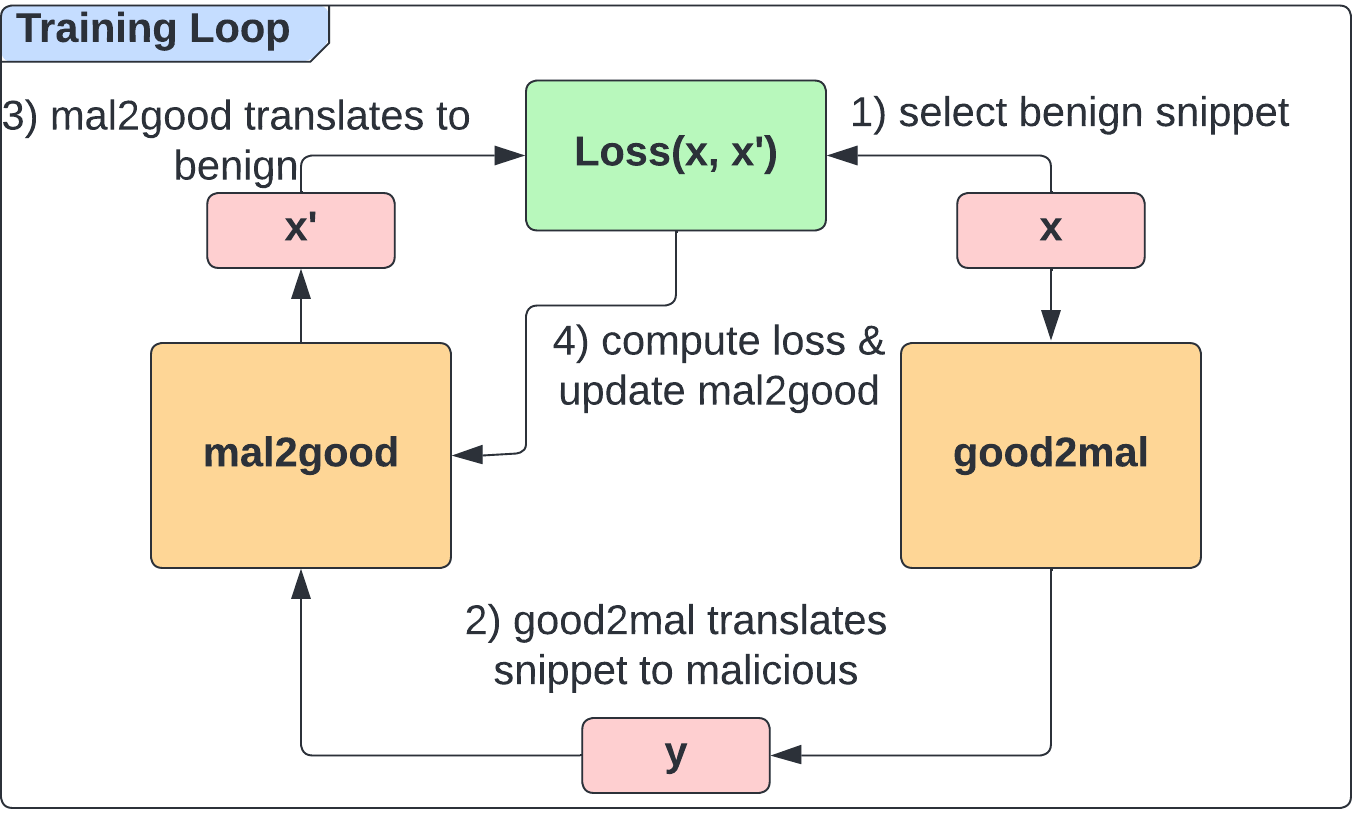 Training Loop
3) mal2good translates to
benign
Loss(x, x')
1) select benign snippet
x'
x
4) compute loss &
update mal2good
mal2good
good2mal
2) good2mal translates
snippet to malicious
y